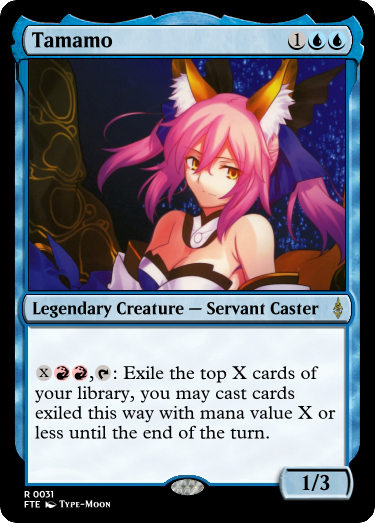 Tamamo 1
Legendary Creature — Servant Caster
X, : Exile the top X cards of
your library, you may cast cards
exiled this way with mana value X or
less until the end of the turn.
1/3
R 0031
FTE Type-Moon